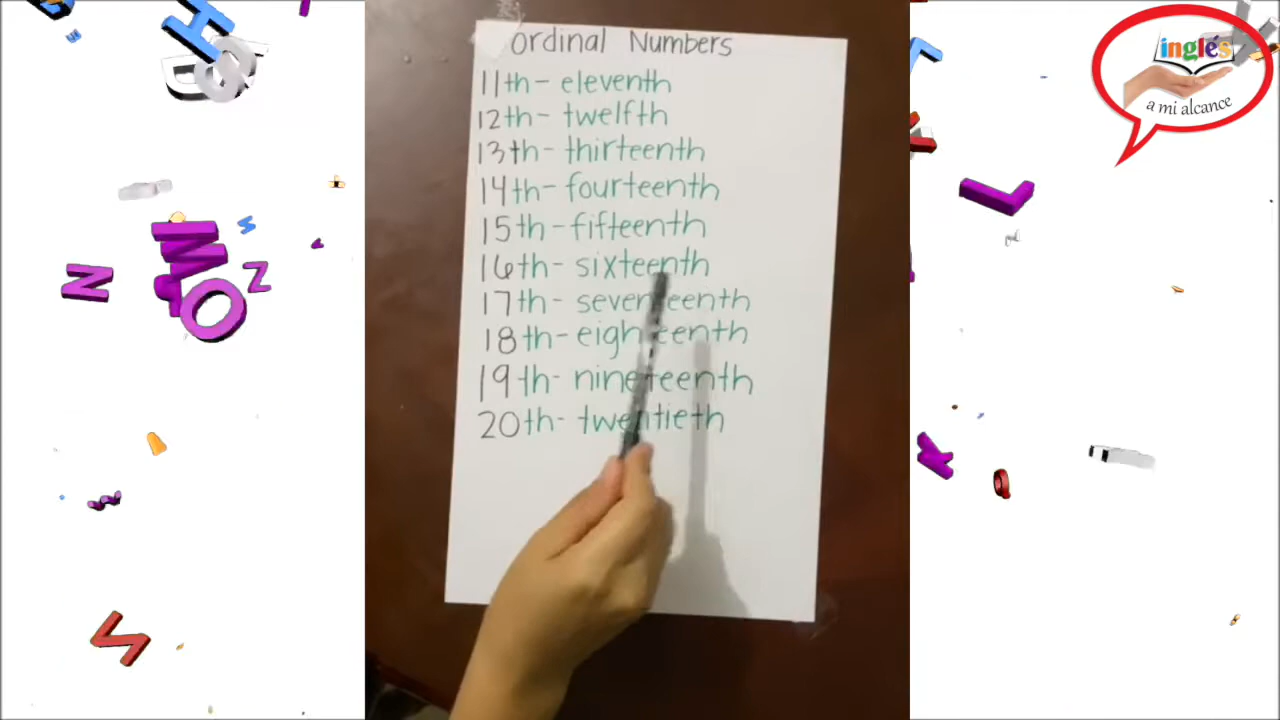 ordinal Numbers
11th - eleventh
12th - twelfth
13th - thirteenth
14th - fourteenth
15th - fifteenth
16th - sixteenth
17th - seventeenth
18th - eighteenth
19th - nineteenth
20th - twentieth
inglés
a mi alcance